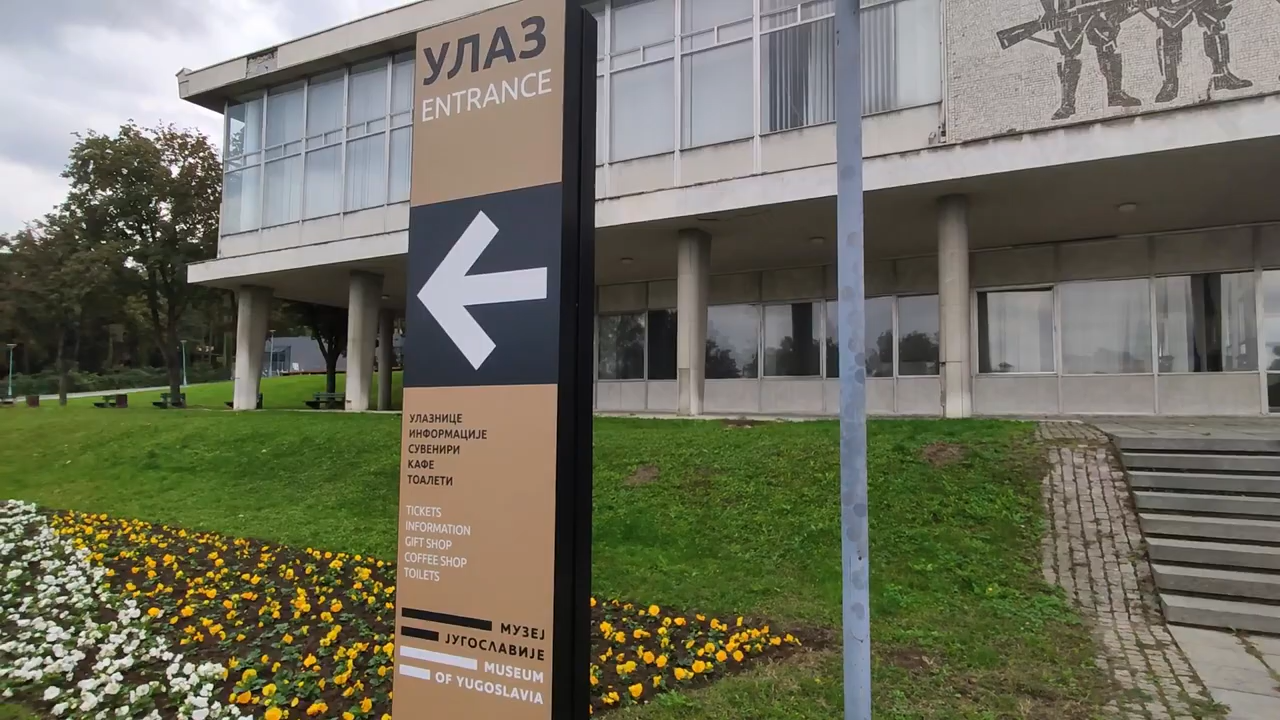 УЛАЗ
ENTRANCE
УЛАЗНИЦЕ
ИНФОРМАЦИЈЕ
СУВЕНИРИ
КАФЕ
ТОАЛЕТИ
TICKETS
INFORMATION
GIFT SHOP
COFFEE SHOP
TOILETS
МУЗЕЈ
ЈУГОСЛАВИЈЕ
MUSEUM
OF YUGOSLAVIA